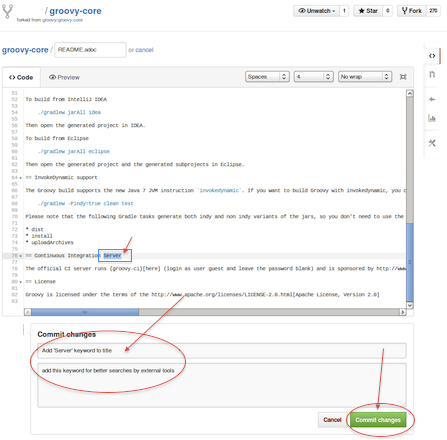 / groovy-core
forked from groovy/groovy-core
Unwatch 1
Star 0
Fork 270
groovy-core / README.adoc or cancel
Code Preview Spaces 4 No wrap
51
52 To build from IntelliJ IDEA
53
54 ./gradlew jarAll idea
55
56 Then open the generated project in IDEA.
57
58 To build from Eclipse
59
60 ./gradlew jarAll eclipse
61
62 Then open the generated project and the generated subprojects in Eclipse.
63
64 == InvokeDynamic support
65
66 The Groovy build supports the new Java 7 JVM instruction `invokedynamic`. If you want to build Groovy with invokedynamic, you c
67
68 ./gradlew -Pindy=true clean test
69
70 Please note that the following Gradle tasks generate both indy and non indy variants of the jars, so you don't need to use the
71
72 * dist
73 * install
74 * uploadArchives
75
76 == Continuous Integration Server
77
78 The official CI server runs {groovy-ci}[here] (login as user guest and leave the password blank) and is sponsored by http://www
79
80 == License
81
82 Groovy is licensed under the terms of the http://www.apache.org/licenses/LICENSE-2.0.html[Apache License, Version 2.0]
83
Commit changes
Add 'Server' keyword to title
add this keyword for better searches by external tools
Cancel Commit changes